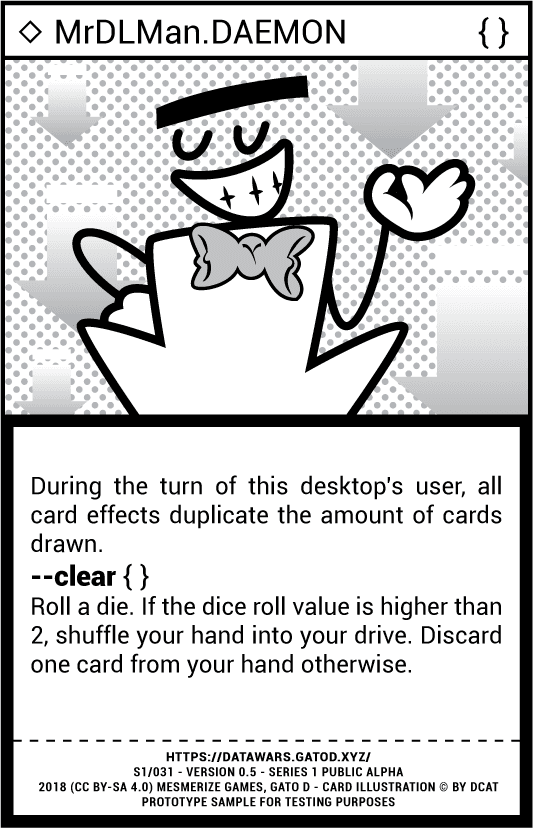 ◇ MrDLMan.DAEMON { }
During the turn of this desktop's user, all
card effects duplicate the amount of cards
drawn.
--clear { }
Roll a die. If the dice roll value is higher than
2, shuffle your hand into your drive. Discard
one card from your hand otherwise.
HTTPS://DATAWARS.GATOD.XYZ/
S1/031 - VERSION 0.5 - SERIES 1 PUBLIC ALPHA
2018 (CC BY-SA 4.0) MESMERIZE GAMES, GATO D - CARD ILLUSTRATION © BY DCAT
PROTOTYPE SAMPLE FOR TESTING PURPOSES